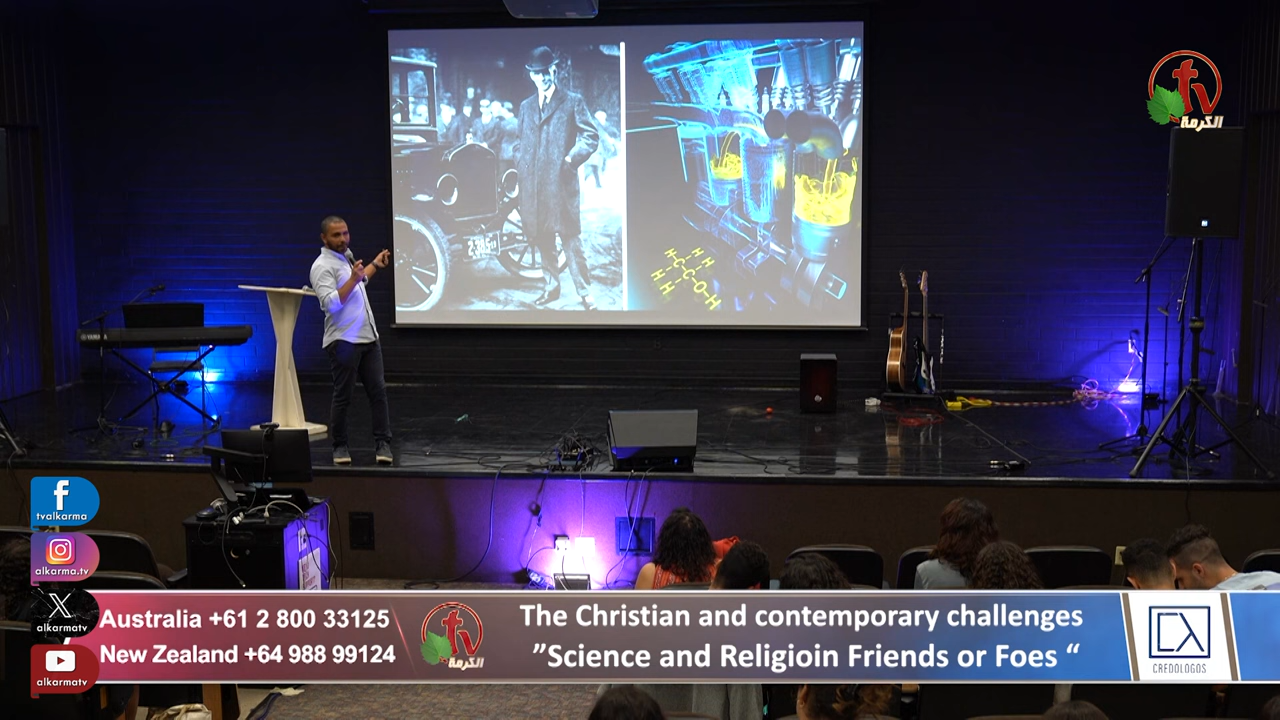 tv
الكرمة
H H
H-C-C-O-H
H H
YAMAHA
tvalkarma
alkarma.tv
alkarmatv
alkarmatv
Australia +61 2 800 33125
New Zealand +64 988 99124
tv
الكرمة
The Christian and contemporary challenges
”Science and Religioin Friends or Foes “
CREDOLOGOS